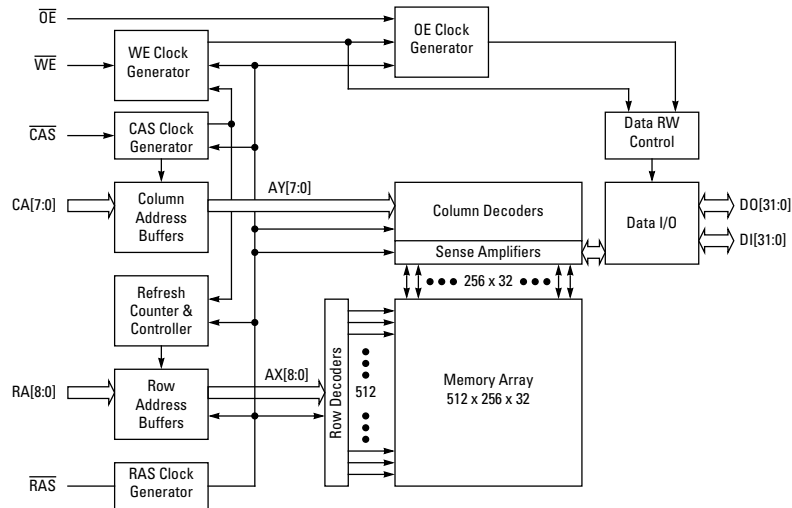 OE
OE Clock
Generator
WE Clock
Generator
WE
CAS Clock
Generator
CAS
Data RW
Control
CA[7:0]
Column
Address
Buffers
AY[7:0]
Column Decoders
Sense Amplifiers
Data I/O
DO[31:0]
DI[31:0]
256 x 32
Refresh
Counter &
Controller
RA[8:0]
Row
Address
Buffers
AX[8:0]
Row Decoders
512
Memory Array
512 x 256 x 32
RAS
RAS Clock
Generator